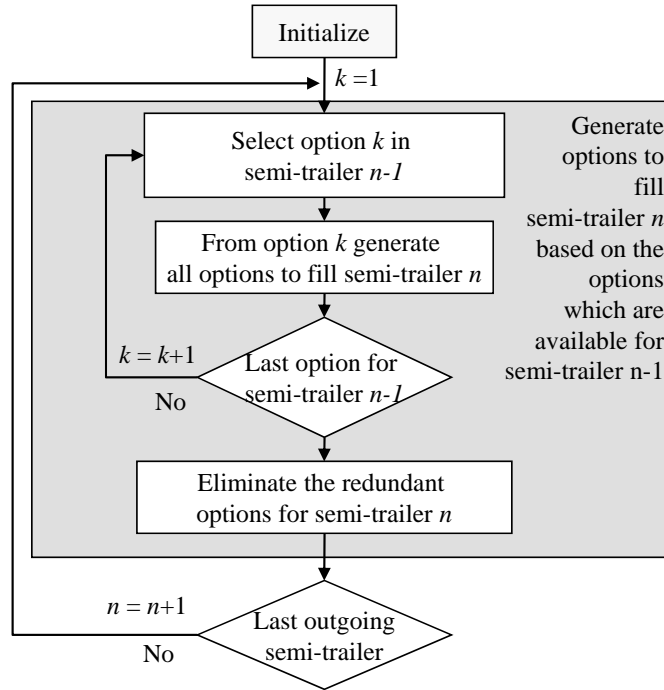 Initialize
k =1
Select option k in
semi-trailer n-1
Generate
options to
fill
semi-trailer n
based on the
options
which are
available for
semi-trailer n-1
From option k generate
all options to fill semi-trailer n
k = k+1
No
Last option for
semi-trailer n-1
Eliminate the redundant
options for semi-trailer n
n = n+1
No
Last outgoing
semi-trailer